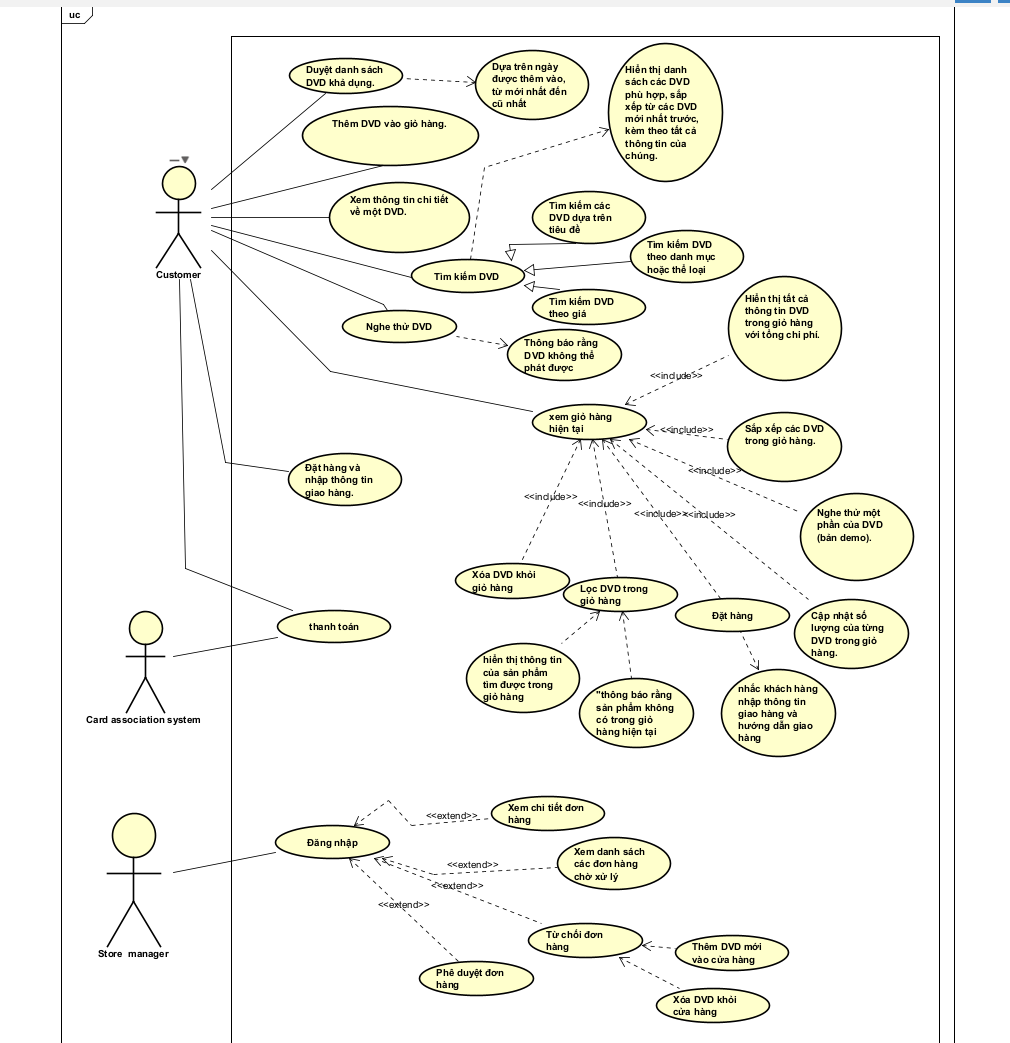 uc
Duyệt danh sách
DVD khả dụng.
Dựa trên ngày
được thêm vào,
từ mới nhất đến
cũ nhất
Hiển thị danh
sách các DVD
phù hợp, sắp
xếp từ các DVD
mới nhất trước,
kèm theo tất cả
thông tin của
chúng.
Thêm DVD vào giỏ hàng.
Xem thông tin chi tiết
về một DVD.
Customer
Tìm kiếm các
DVD dựa trên
tiêu đề
Tìm kiếm DVD
theo danh mục
hoặc thể loại
Tìm kiếm DVD
Tìm kiếm DVD
theo giá
Nghe thử DVD
Thông báo rằng
DVD không thể
phát được
Hiển thị tất cả
thông tin DVD
trong giỏ hàng
với tổng chi phí.
<<include>>
xem giỏ hàng
hiện tại
<<include>>
Sắp xếp các DVD
trong giỏ hàng.
<<include>>
Đặt hàng và
nhập thông tin
giao hàng.
<<include>>
<<include>>
<<include>>
<<include>>
Nghe thử một
phần của DVD
(bản demo).
Xóa DVD khỏi
giỏ hàng
Lọc DVD trong
giỏ hàng
Đặt hàng
Cập nhật số
lượng của từng
DVD trong giỏ
hàng.
thanh toán
Card association system
hiển thị thông tin
của sản phẩm
tìm được trong
giỏ hàng
"thông báo rằng
sản phẩm không
có trong giỏ
hàng hiện tại
nhắc khách hàng
nhập thông tin
giao hàng và
hướng dẫn giao
hàng
Xem chi tiết đơn
hàng
<<extend>>
Đăng nhập
Xem danh sách
các đơn hàng
chờ xử lý
<<extend>>
<<extend>>
<<extend>>
Từ chối đơn
hàng
Thêm DVD mới
vào cửa hàng
Store manager
Phê duyệt đơn
hàng
Xóa DVD khỏi
cửa hàng